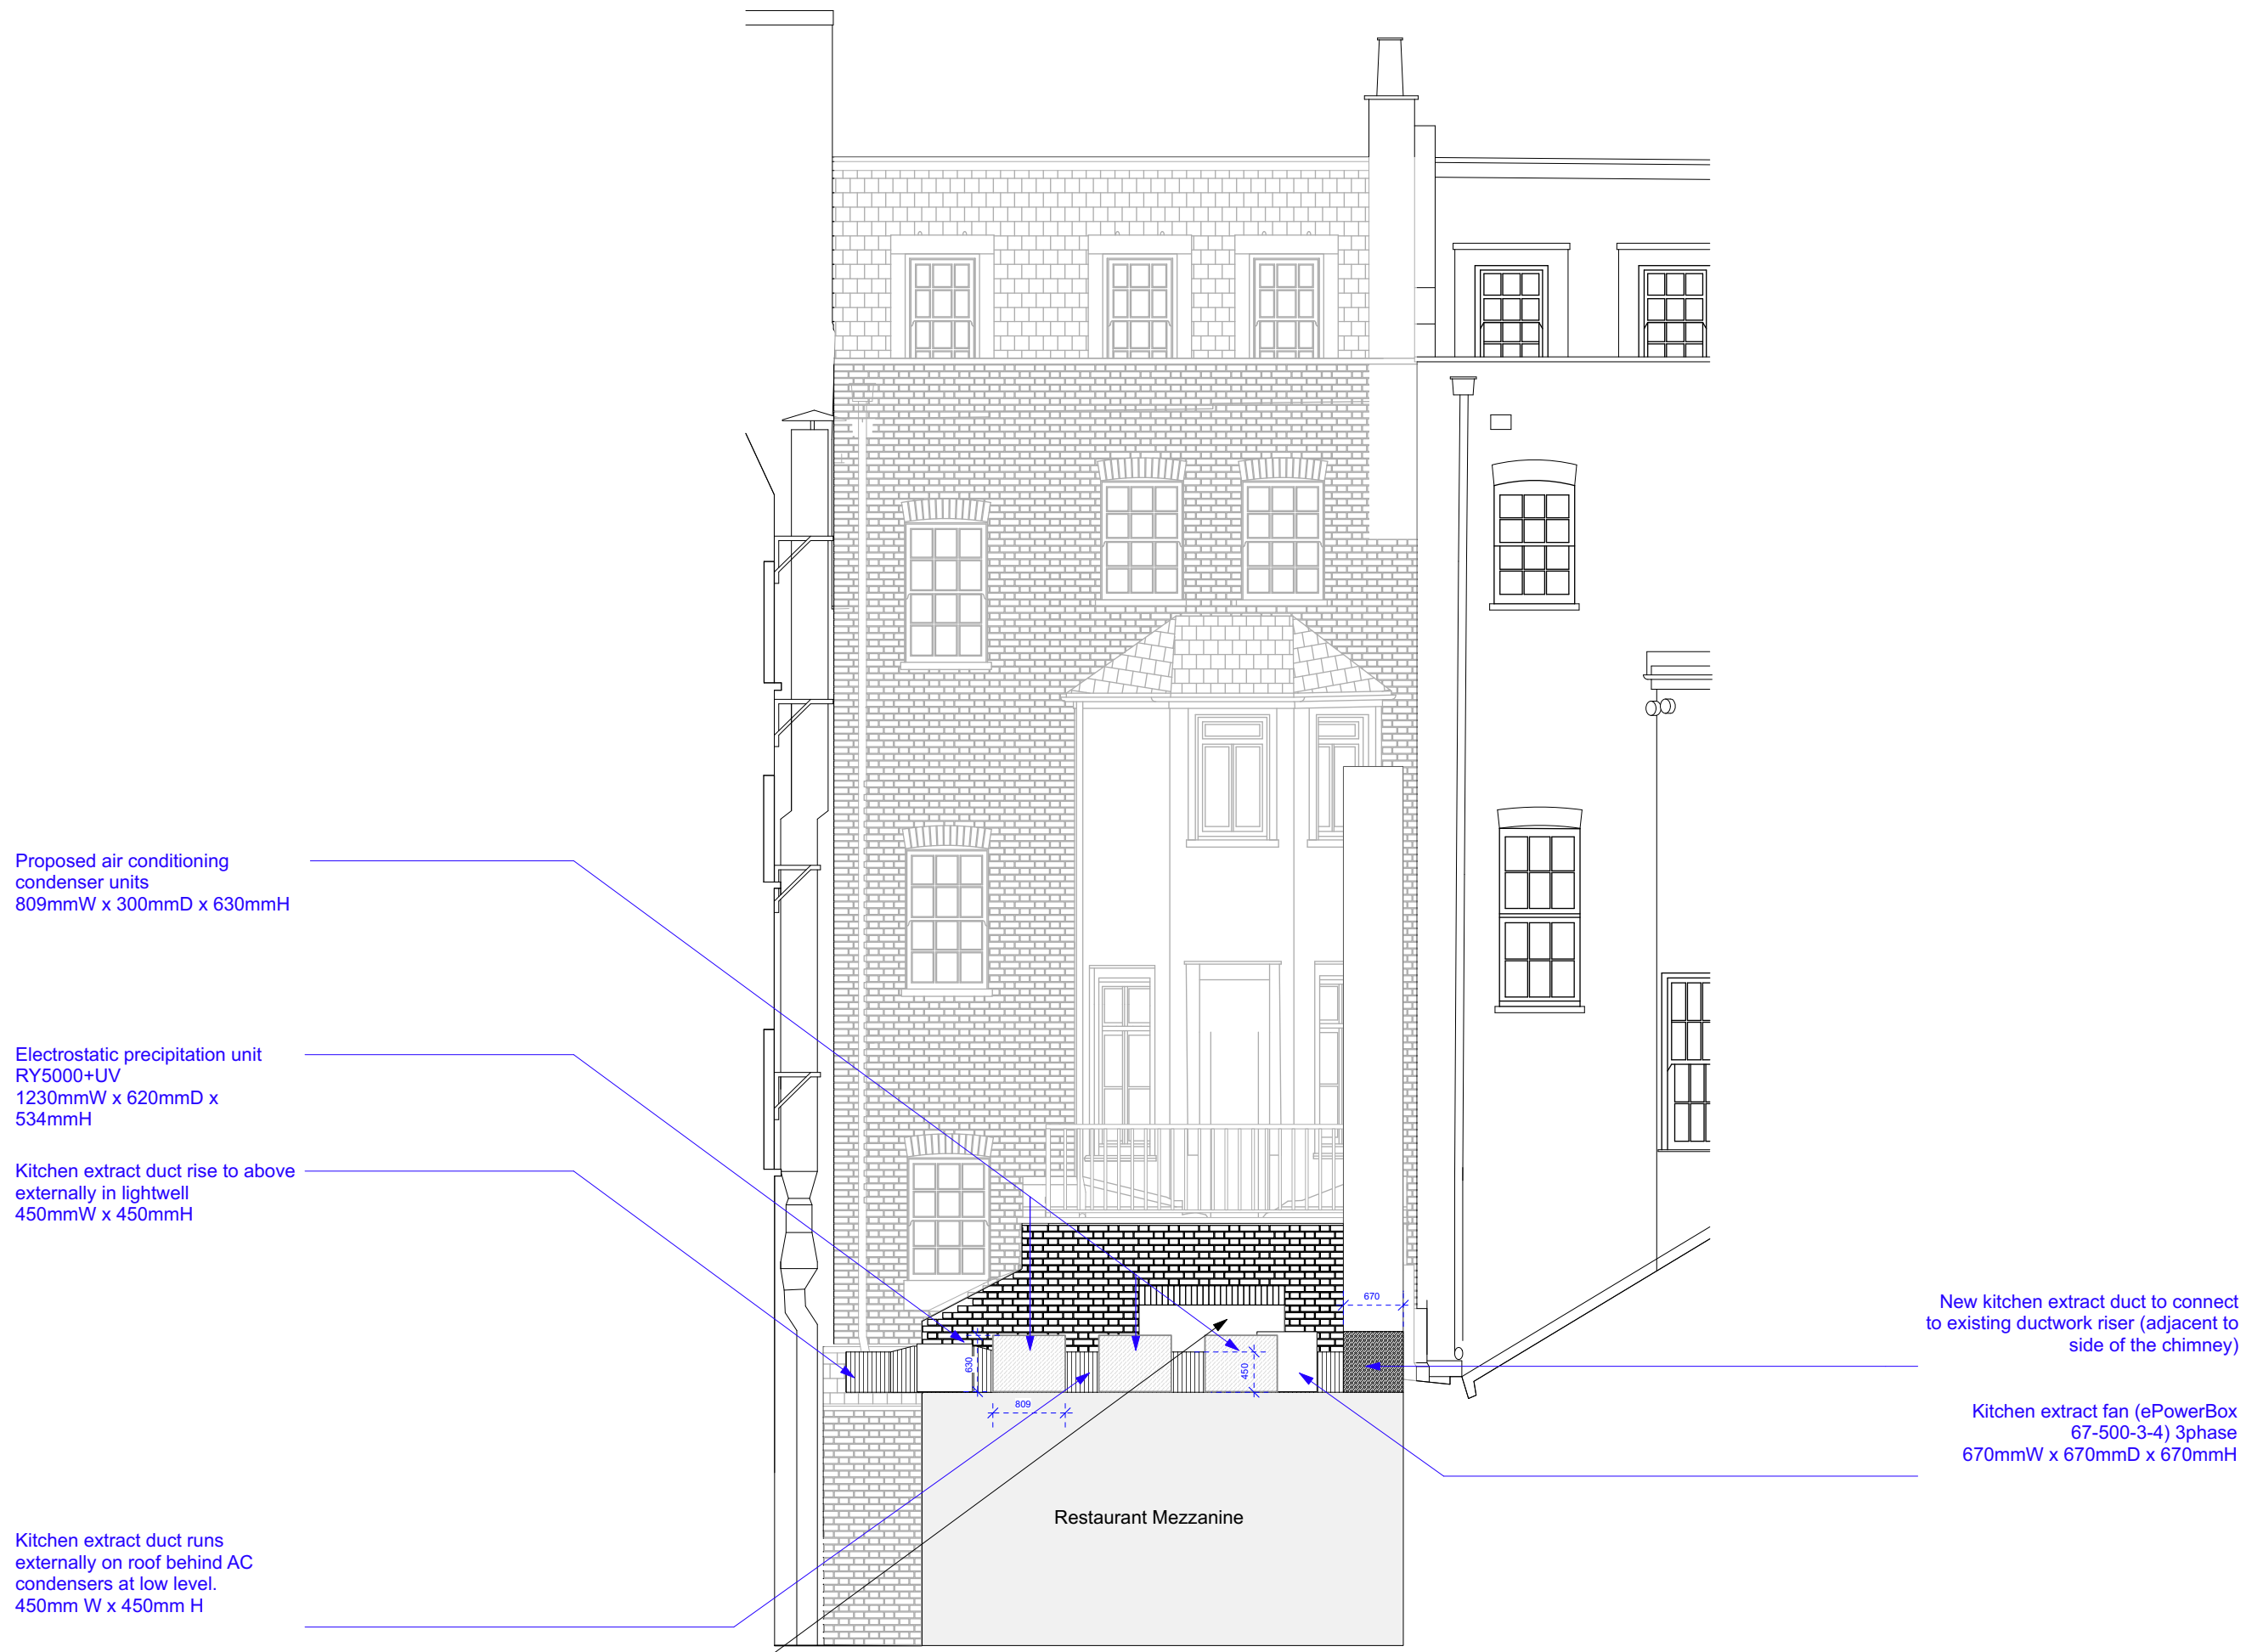 Proposed air conditioning
condenser units
809mmW x 300mmD x 630mmH
Electrostatic precipitation unit
RY5000+UV
1230mmW x 620mmD x
534mmH
Kitchen extract duct rise to above
externally in lightwell
450mmW x 450mmH
Kitchen extract duct runs
externally on roof behind AC
condensers at low level.
450mm W x 450mm H
670
630
450
809
Restaurant Mezzanine
New kitchen extract duct to connect
to existing ductwork riser (adjacent to
side of the chimney)
Kitchen extract fan (ePowerBox
67-500-3-4) 3phase
670mmW x 670mmD x 670mmH